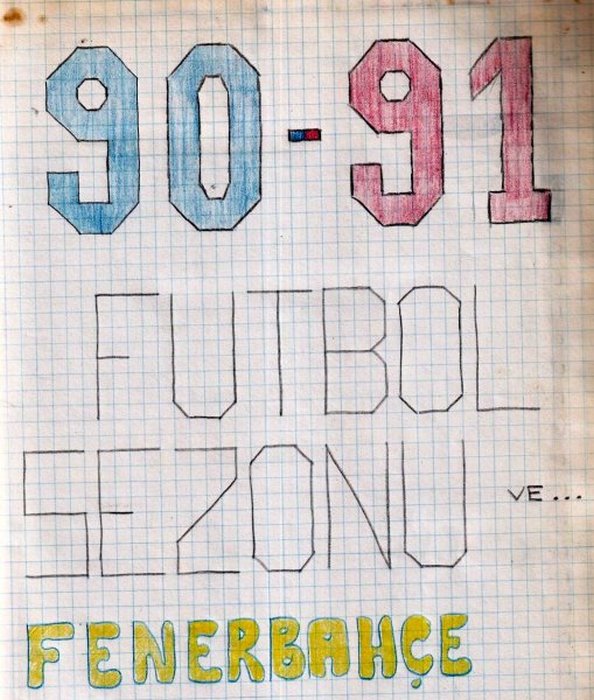 90-91
FUTBOL
SEZONU
VE...
FENERBAHÇE